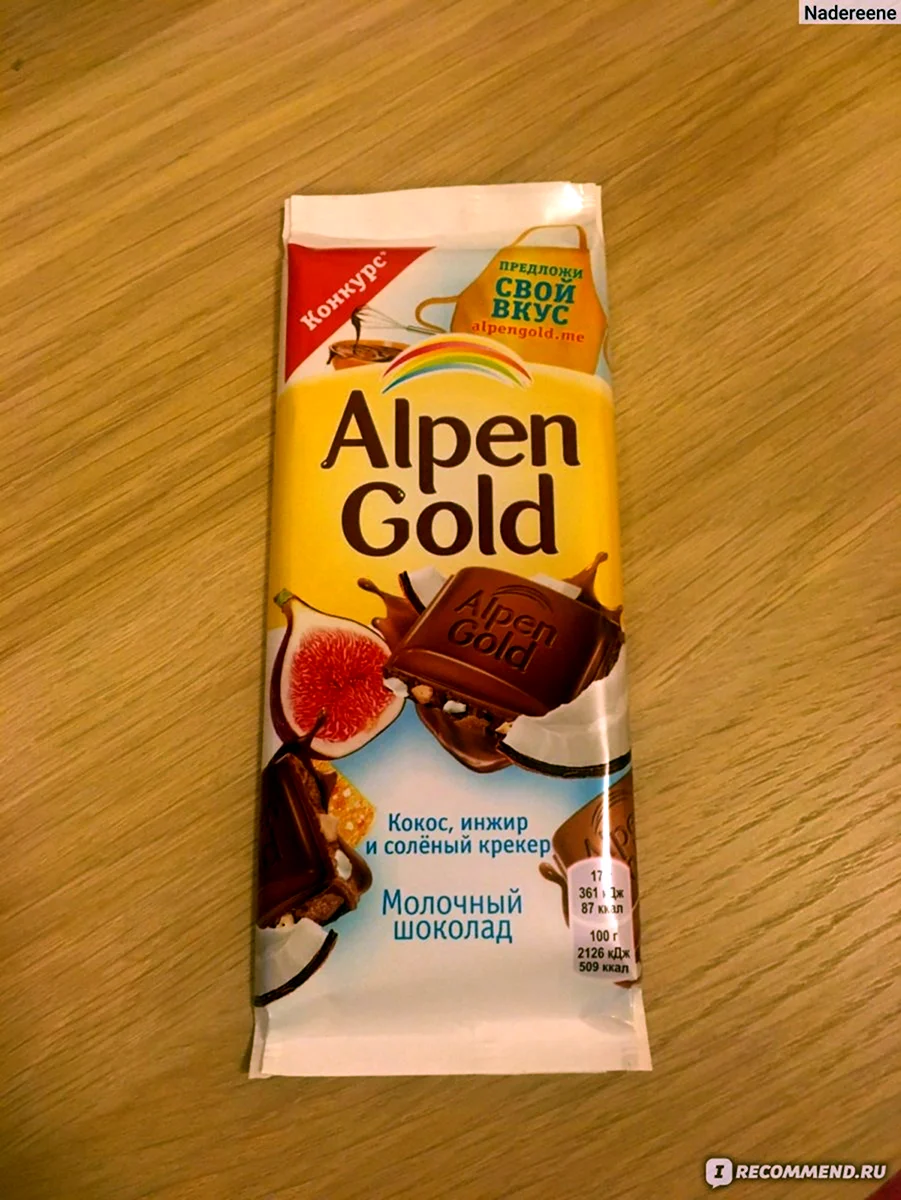 Nadereene
Конкурс*
ПРЕДЛОЖИ
СВОЙ
ВКУС
alpengold.me
Alpen
Gold
Alpen
Gold
Кокос, инжир
и солёный крекер
Молочный
шоколад
361 кДж
87 ккал
100 г
2126 кДж
509 ккал
I RECOMMEND.RU